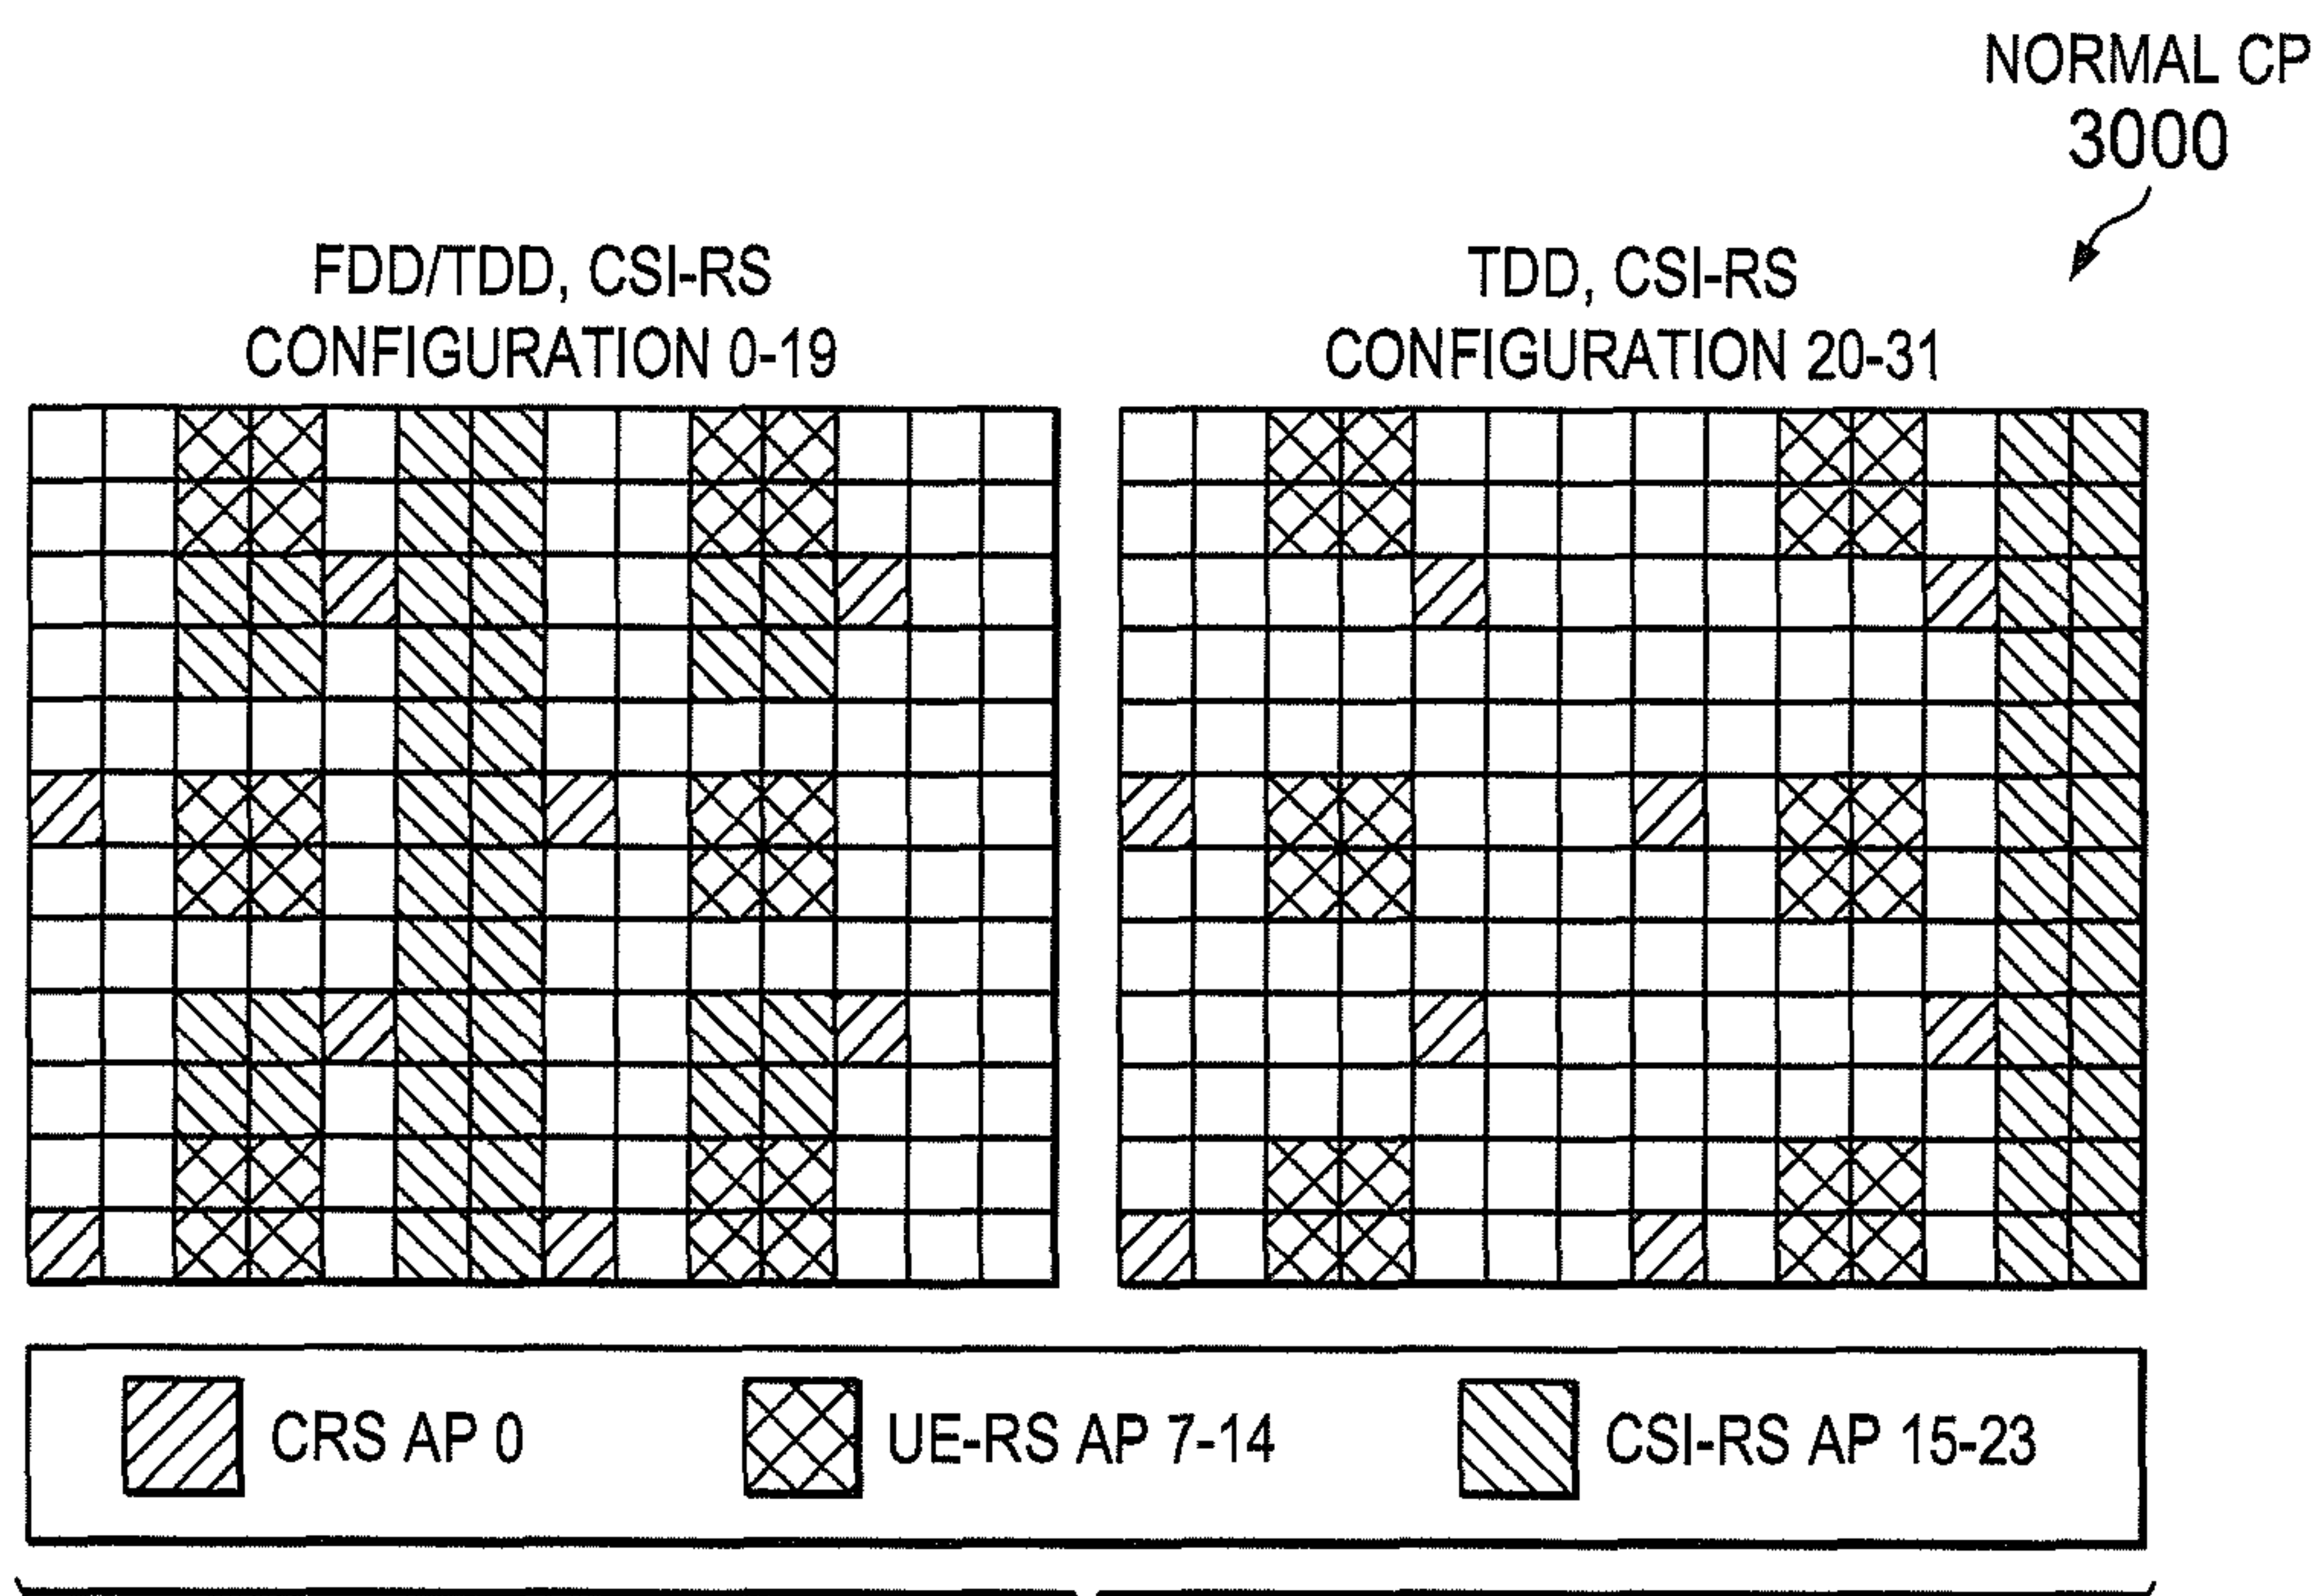 NORMAL CP
3000
FDD/TDD, CSI-RS
CONFIGURATION 0-19
TDD, CSI-RS
CONFIGURATION 20-31
CRS AP 0
UE-RS AP 7-14
CSI-RS AP 15-23